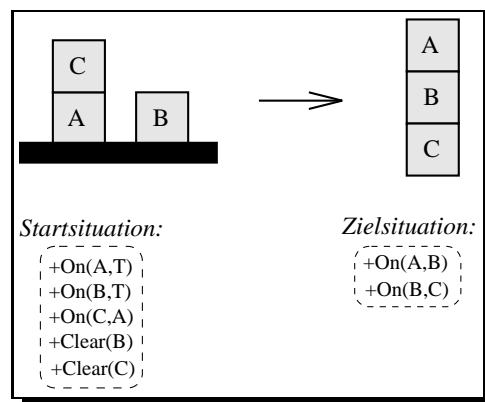 C
A
B
A
B
C
Startsituation:
+On(A,T)
+On(B,T)
+On(C,A)
+Clear(B)
+Clear(C)
Zielsituation:
+On(A,B)
+On(B,C)